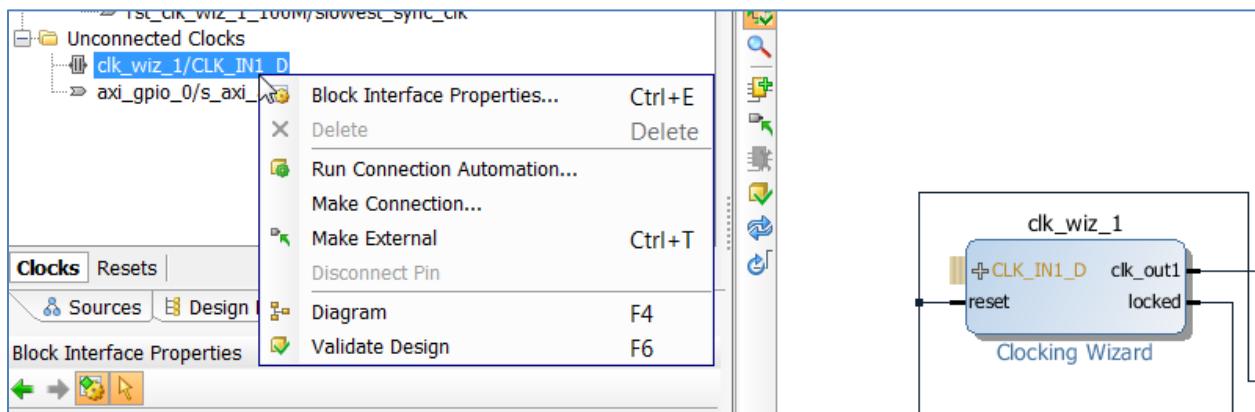 rst_clk_wiz_1_100M/slowest_sync_clk
Unconnected Clocks
clk_wiz_1/CLK_IN1_D
axi_gpio_0/s_axi_
Block Interface Properties... Ctrl+E
Delete Delete
Run Connection Automation...
Make Connection...
Make External Ctrl+T
Disconnect Pin
Diagram F4
Validate Design F6
Clocks Resets
Sources Design
Block Interface Properties
clk_wiz_1
CLK_IN1_D clk_out1
reset locked
Clocking Wizard